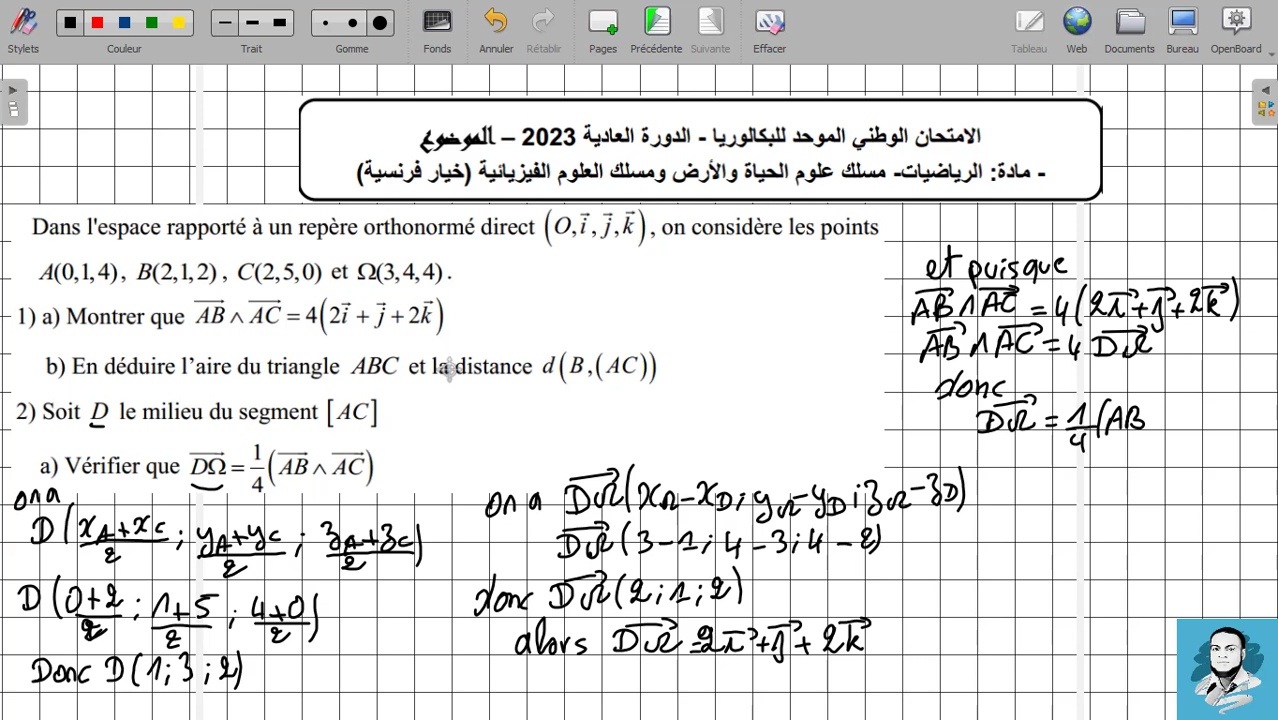 Stylets Couleur Trait Gomme Fonds Annuler Rétablir Pages Précédente Suivante Effacer Tableau Web Documents Bureau OpenBoard
الامتحان الوطني الموحد للبكالوريا - الدورة العادية 2023 – الموضوع
- مادة: الرياضيات- مسلك علوم الحياة والأرض ومسلك العلوم الفيزيائية (خيار فرنسية)
Dans l'espace rapporté à un repère orthonormé direct (O, i⃗, j⃗, k⃗), on considère les points
A(0,1,4), B(2,1,2), C(2,5,0) et Ω(3,4,4).
1) a) Montrer que AB⃗ ∧ AC⃗ = 4(2i⃗ + j⃗ + 2k⃗)
b) En déduire l'aire du triangle ABC et la distance d(B,(AC))
2) Soit D le milieu du segment [AC]
a) Vérifier que DΩ⃗ = 1/4 (AB⃗ ∧ AC⃗)
on a
D( (xA+xC)/2 ; (yA+yC)/2 ; (zA+zC)/2 )
D( (0+2)/2 ; (1+5)/2 ; (4+0)/2 )
Donc D(1; 3; 2)
on a DΩ⃗(xΩ-xD; yΩ-yD; zΩ-zD)
DΩ⃗(3-1; 4-3; 4-2)
donc DΩ⃗(2; 1; 2)
alors DΩ⃗ = 2i⃗ + j⃗ + 2k⃗
et puisque
AB⃗ ∧ AC⃗ = 4(2i⃗ + j⃗ + 2k⃗)
AB⃗ ∧ AC⃗ = 4 DΩ⃗
donc
DΩ⃗ = 1/4 (AB